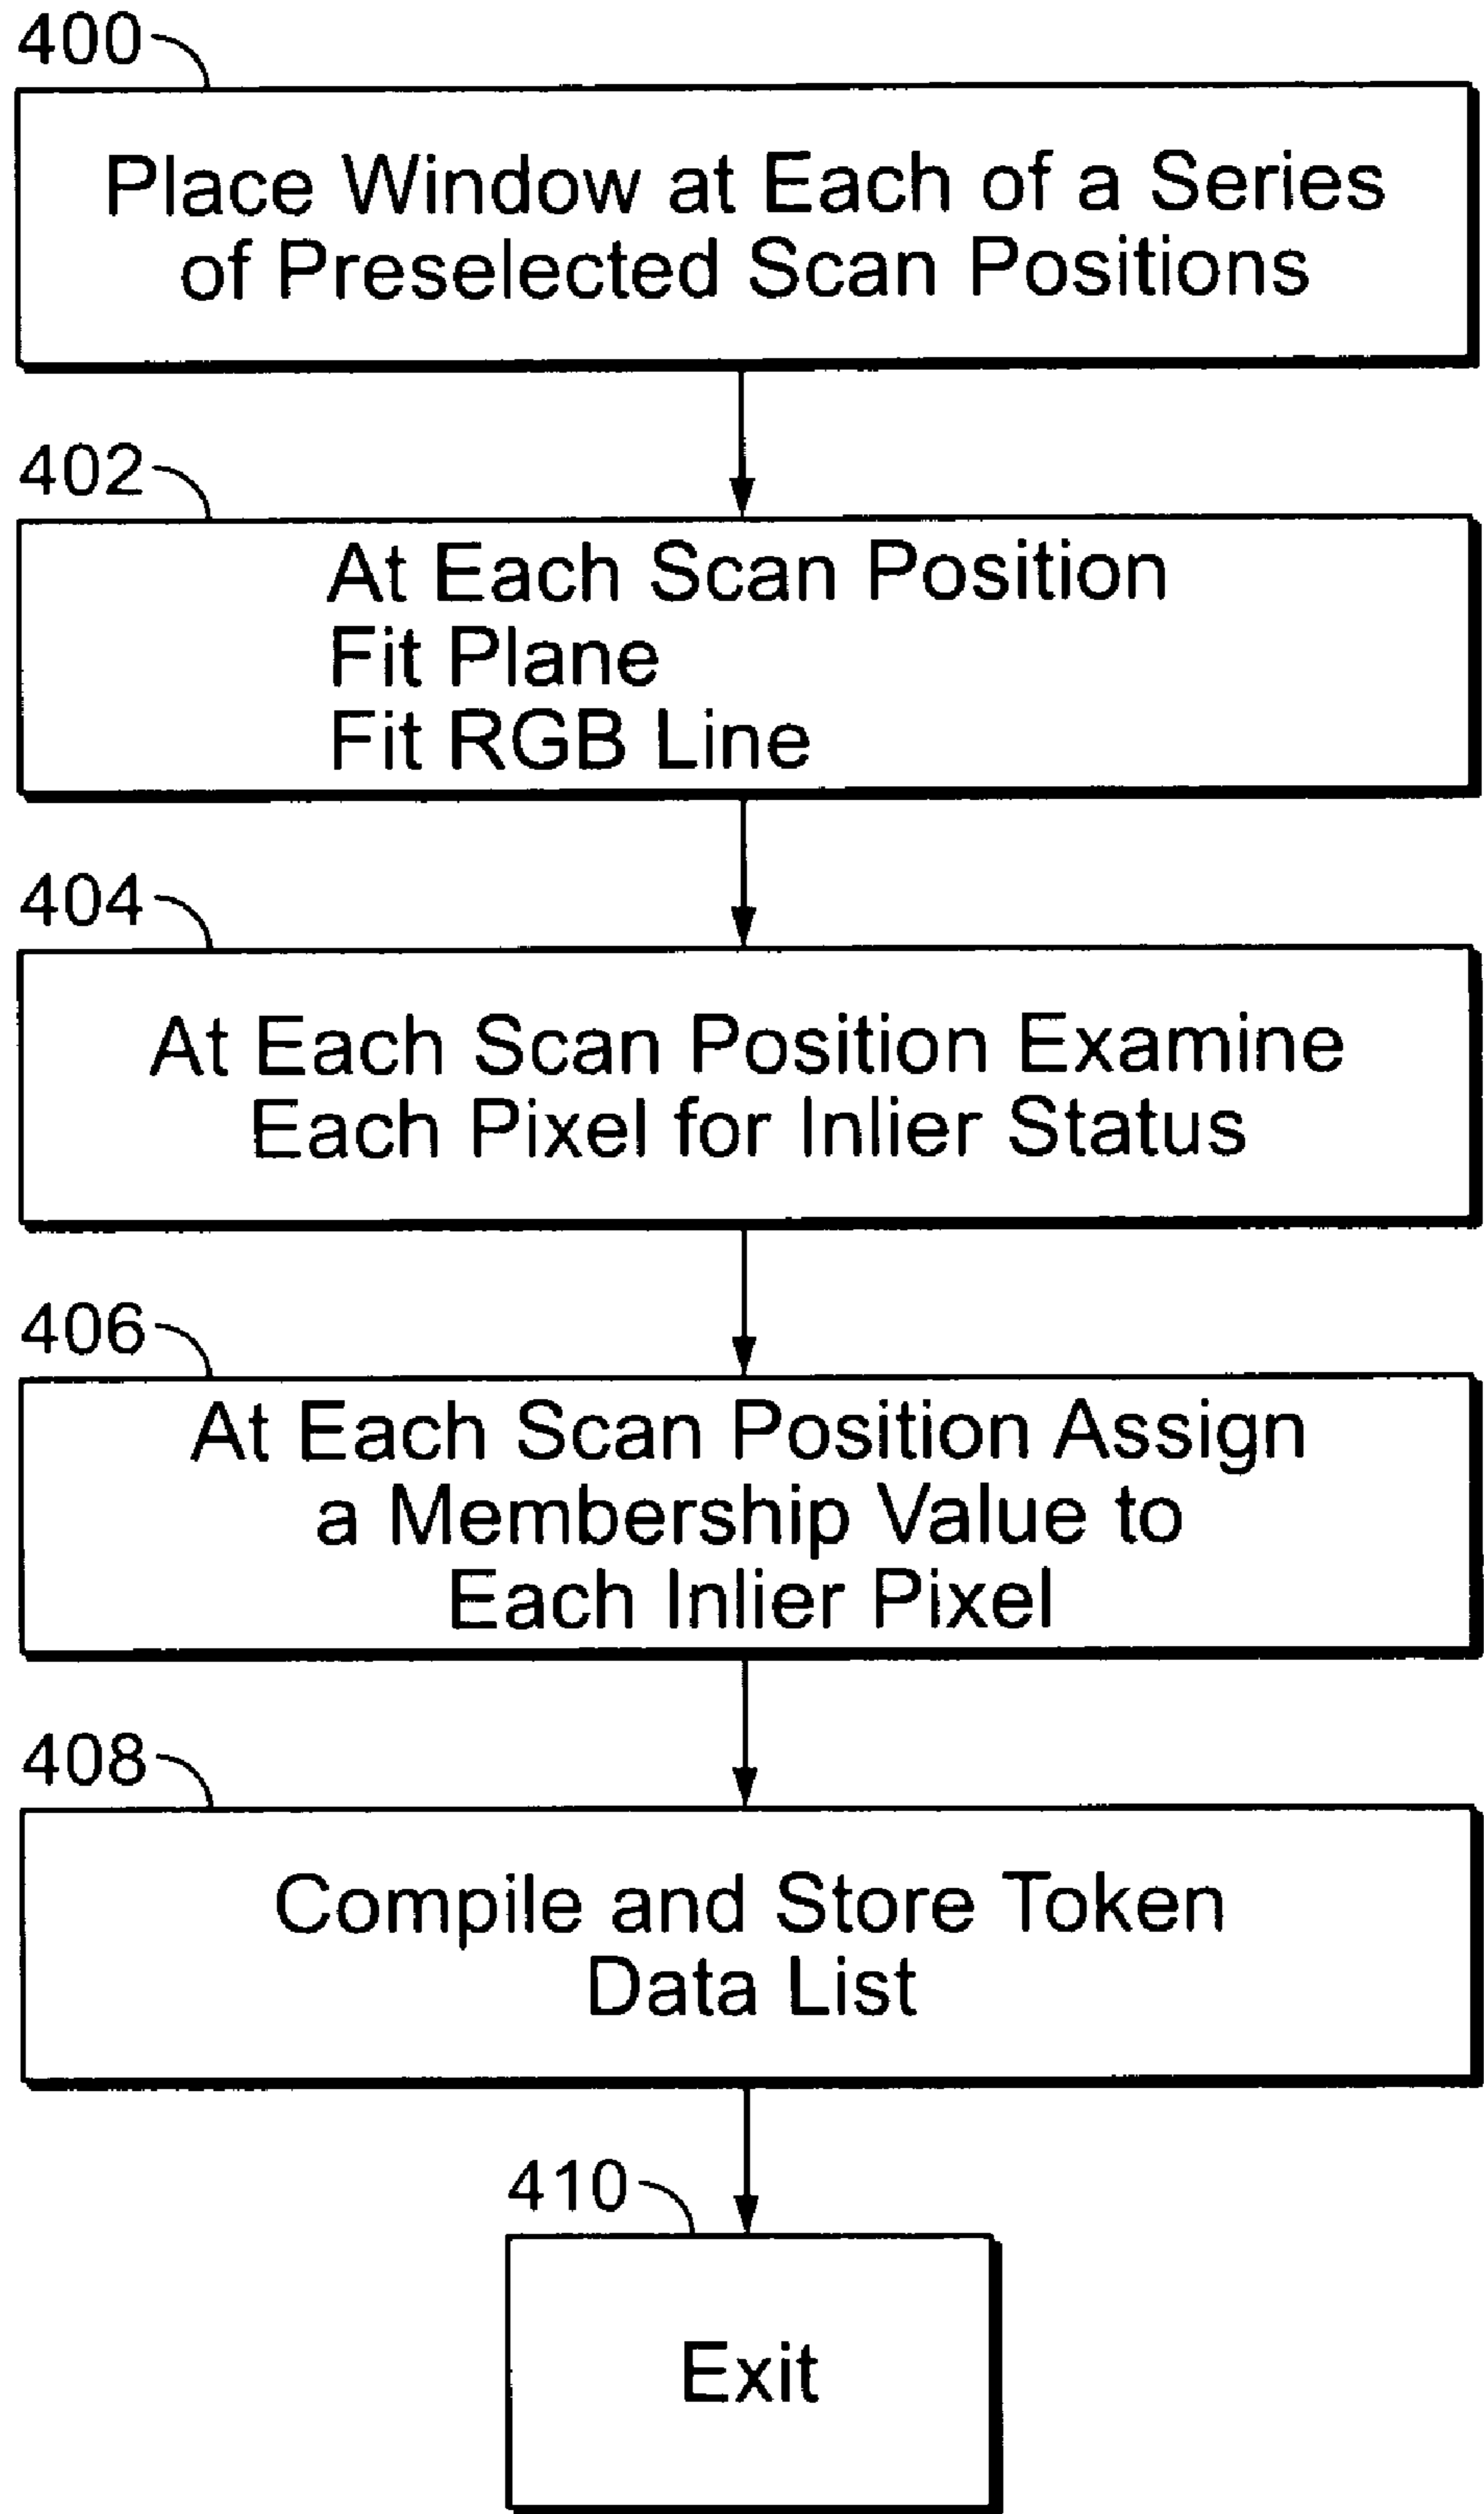 400
Place Window at Each of a Series
of Preselected Scan Positions
402
At Each Scan Position
Fit Plane
Fit RGB Line
404
At Each Scan Position Examine
Each Pixel for Inlier Status
406
At Each Scan Position Assign
a Membership Value to
Each Inlier Pixel
408
Compile and Store Token
Data List
410
Exit